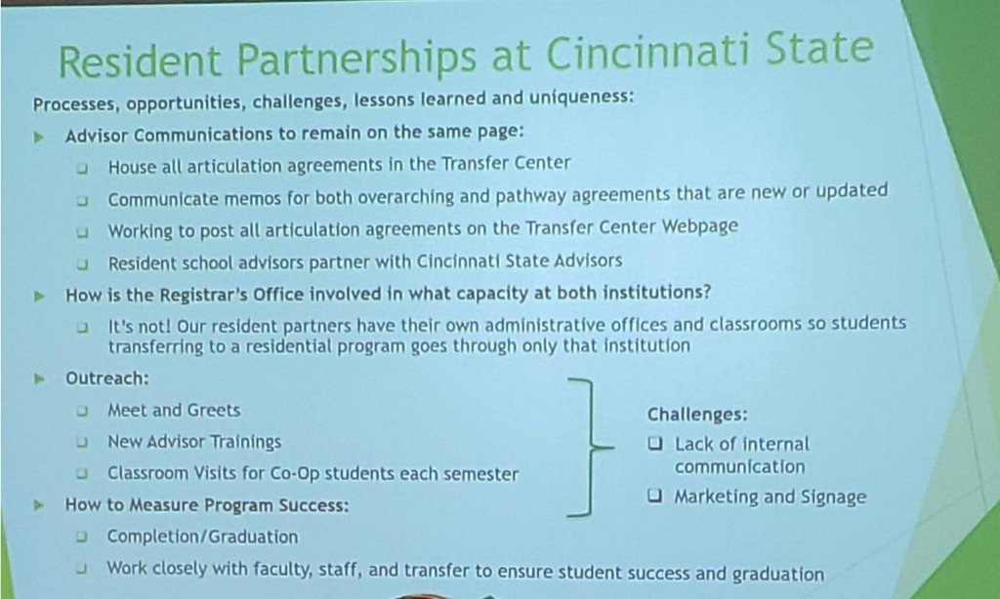 Resident Partnerships at Cincinnati State
Processes, opportunities, challenges, lessons learned and uniqueness:
Advisor Communications to remain on the same page:
House all articulation agreements in the Transfer Center
Communicate memos for both overarching and pathway agreements that are new or updated
Working to post all articulation agreements on the Transfer Center Webpage
Resident school advisors partner with Cincinnati State Advisors
How is the Registrar's Office involved in what capacity at both institutions?
It's not! Our resident partners have their own administrative offices and classrooms so students
transferring to a residential program goes through only that institution
Outreach:
Meet and Greets
New Advisor Trainings
Classroom Visits for Co-Op students each semester
Challenges:
Lack of internal
communication
Marketing and Signage
How to Measure Program Success:
Completion/Graduation
Work closely with faculty, staff, and transfer to ensure student success and graduation